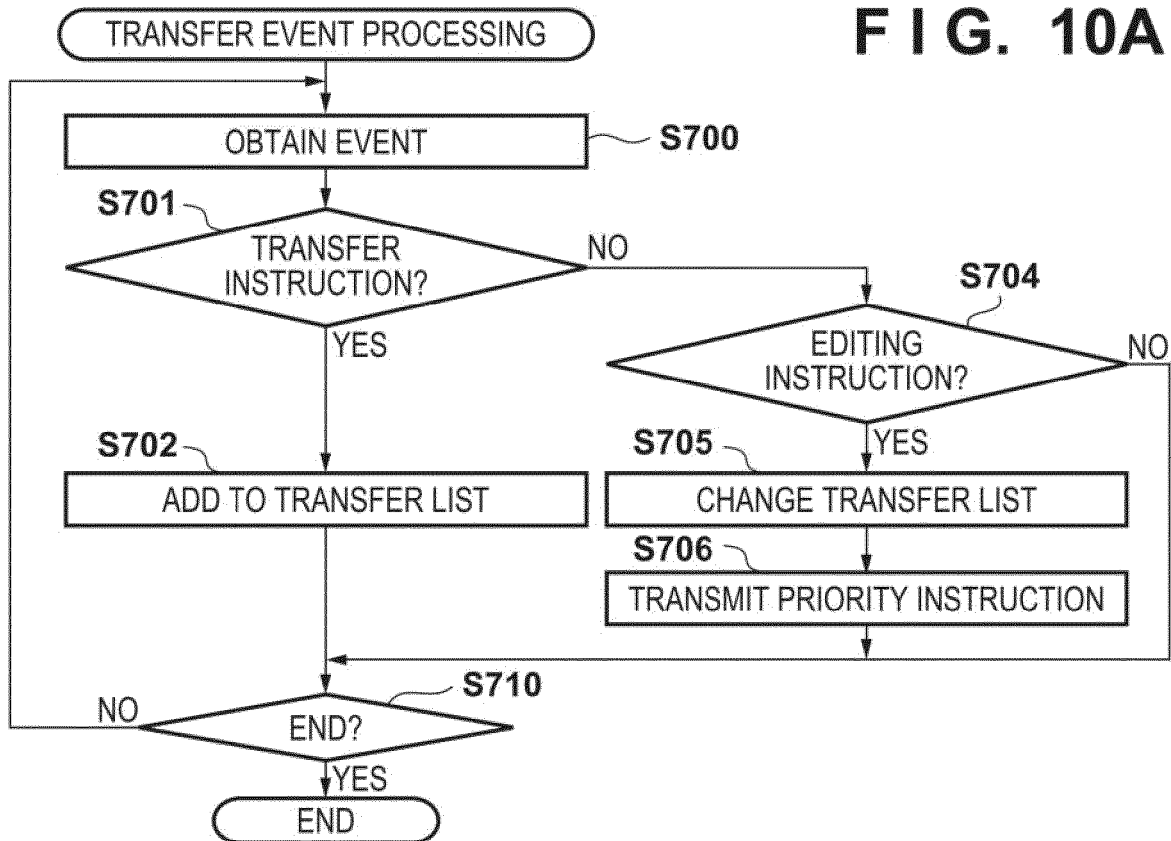 F I G. 10A
TRANSFER EVENT PROCESSING
OBTAIN EVENT
S700
S701
TRANSFER
INSTRUCTION?
NO
YES
S704
EDITING
INSTRUCTION?
NO
YES
S702
ADD TO TRANSFER LIST
S705
CHANGE TRANSFER LIST
S706
TRANSMIT PRIORITY INSTRUCTION
S710
END?
NO
YES
END